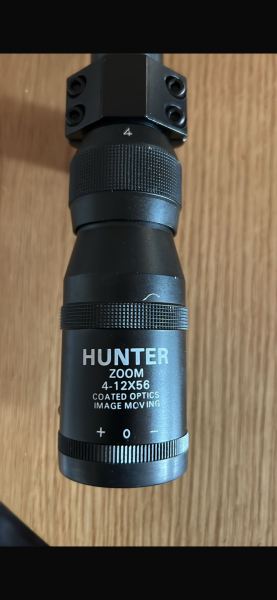 4
HUNTER
ZOOM
4-12X56
COATED OPTICS
IMAGE MOVING
+ 0 -